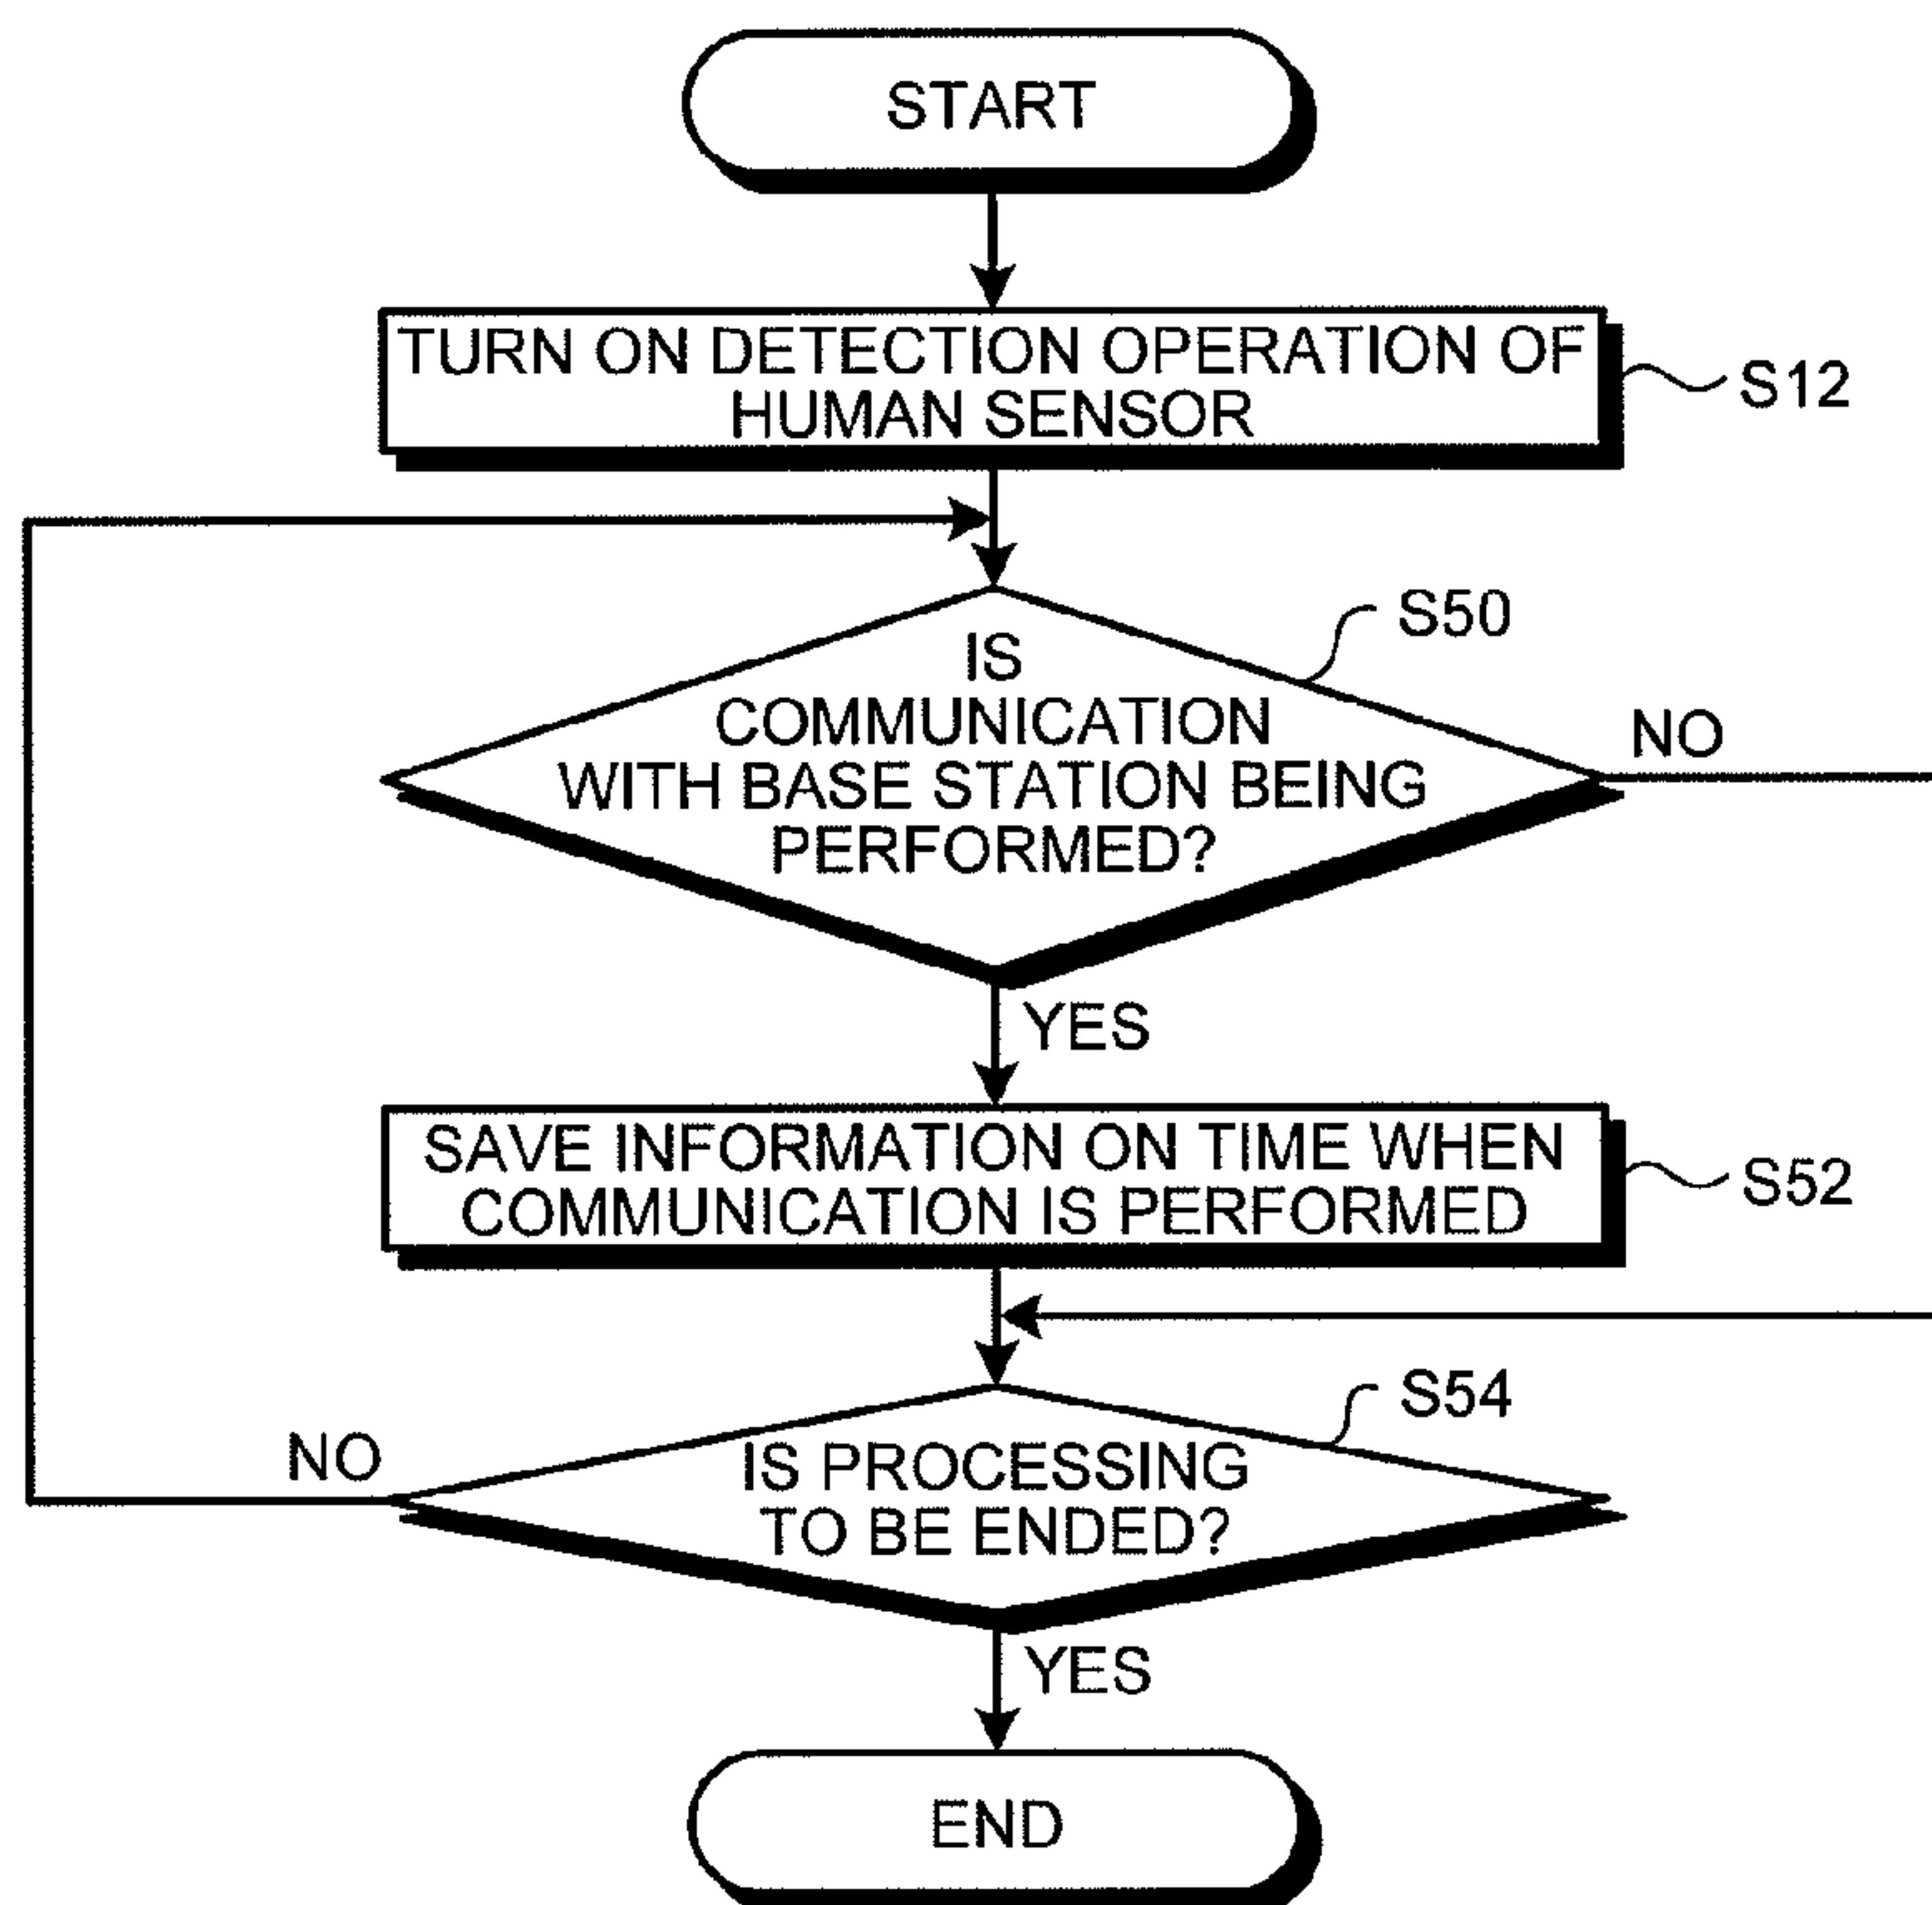 START
TURN ON DETECTION OPERATION OF
HUMAN SENSOR
S12
S50
IS
COMMUNICATION
WITH BASE STATION BEING
PERFORMED?
NO
YES
SAVE INFORMATION ON TIME WHEN
COMMUNICATION IS PERFORMED
S52
S54
IS PROCESSING
TO BE ENDED?
NO
YES
END